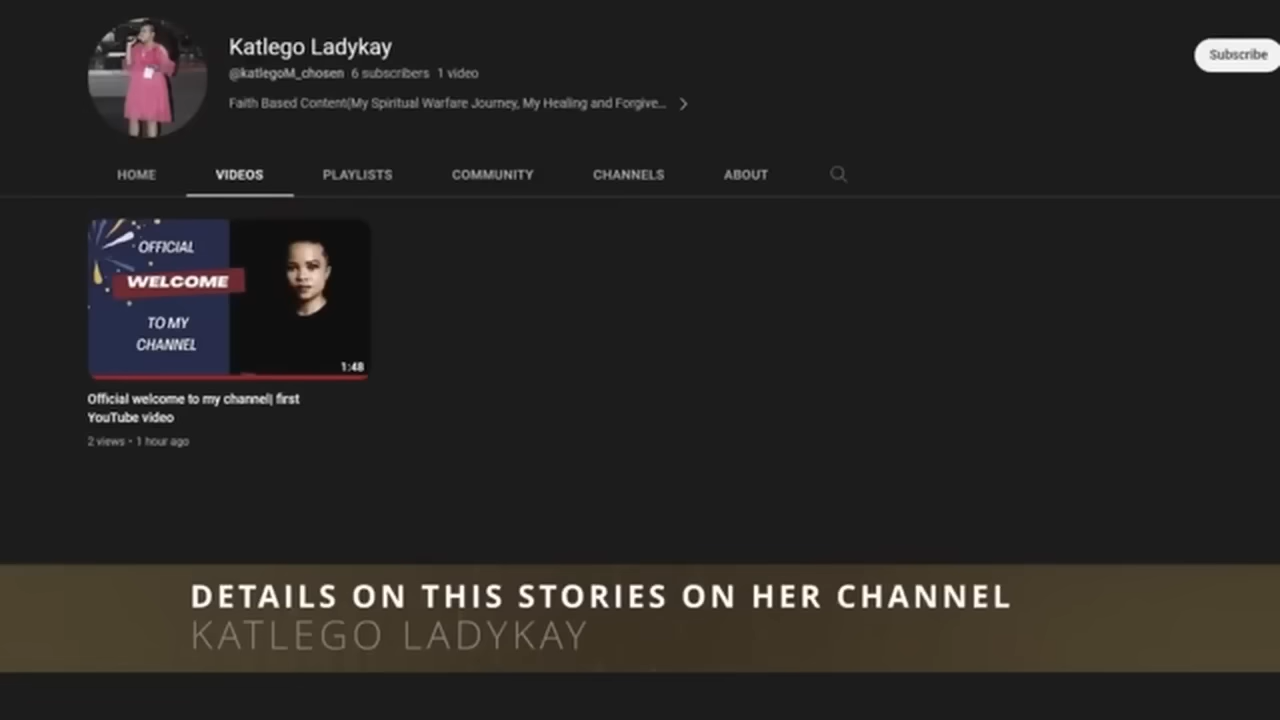 Katlego Ladykay
@katlegoM_chosen 6 subscribers 1 video
Subscribe
Faith Based Content(My Spiritual Warfare Journey, My Healing and Forgive...
HOME VIDEOS PLAYLISTS COMMUNITY CHANNELS ABOUT
OFFICIAL
WELCOME
TO MY
CHANNEL
1:48
Official welcome to my channel| first
YouTube video
2 views • 1 hour ago
DETAILS ON THIS STORIES ON HER CHANNEL
KATLEGO LADYKAY